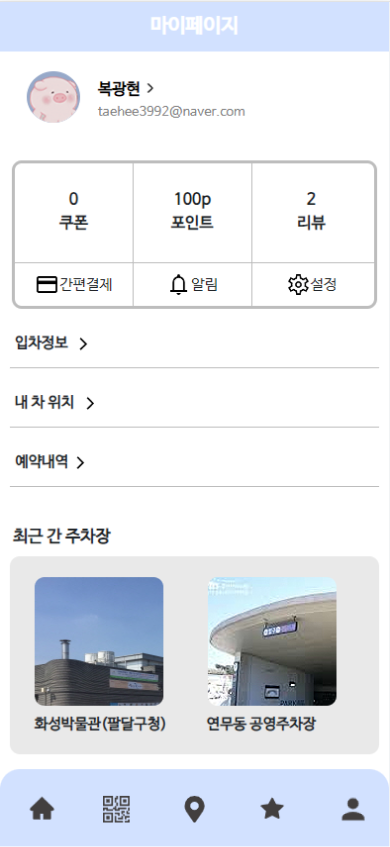 마이페이지
복광현
taehee3992@naver.com
0
쿠폰
100p
포인트
2
리뷰
간편결제
알림
설정
입차정보
내 차 위치
예약내역
최근 간 주차장
화성박물관(팔달구청)
연무동 공영주차장